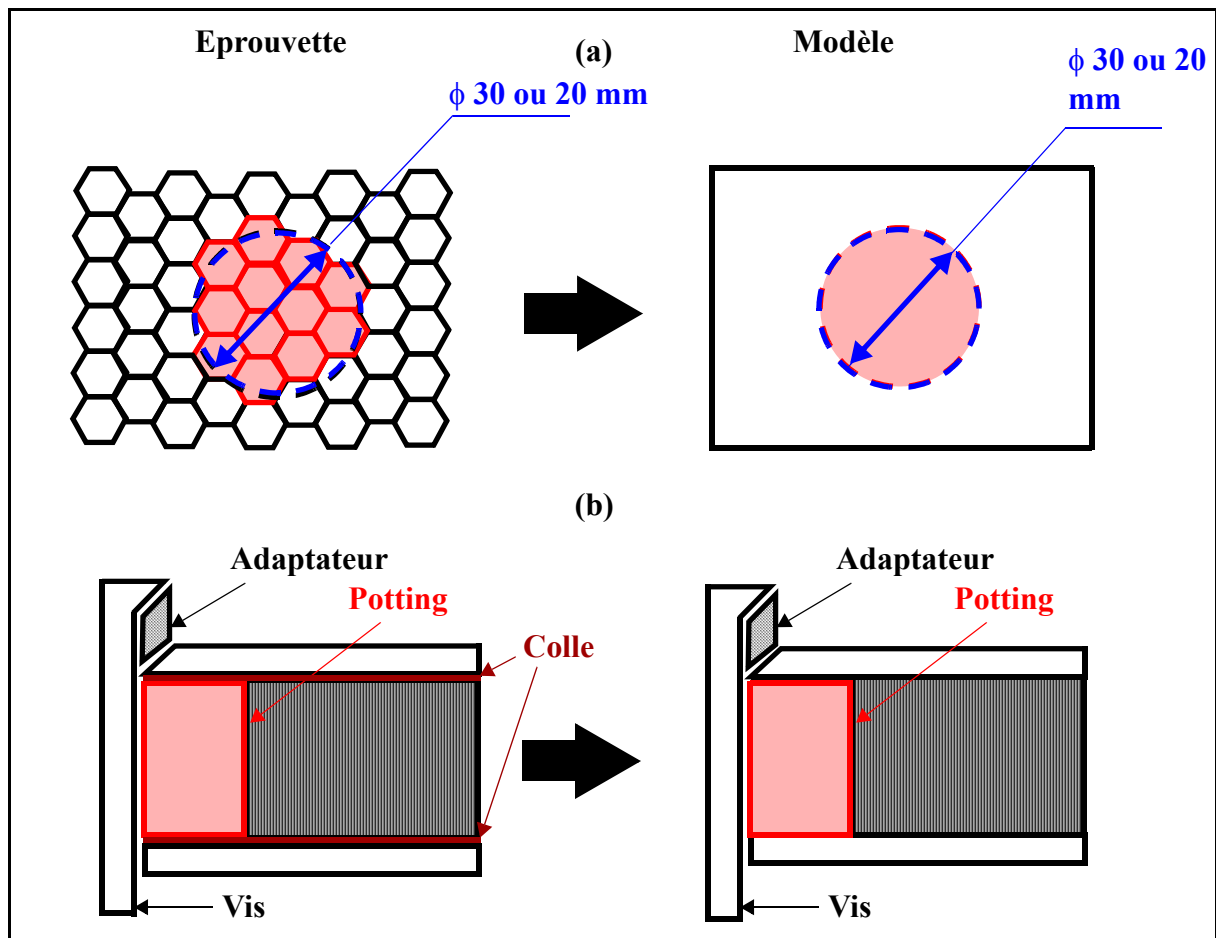 Eprouvette
(a)
Modèle
ϕ 30 ou 20 mm
ϕ 30 ou 20
mm
(b)
Adaptateur
Potting
Colle
Vis
Adaptateur
Potting
Vis